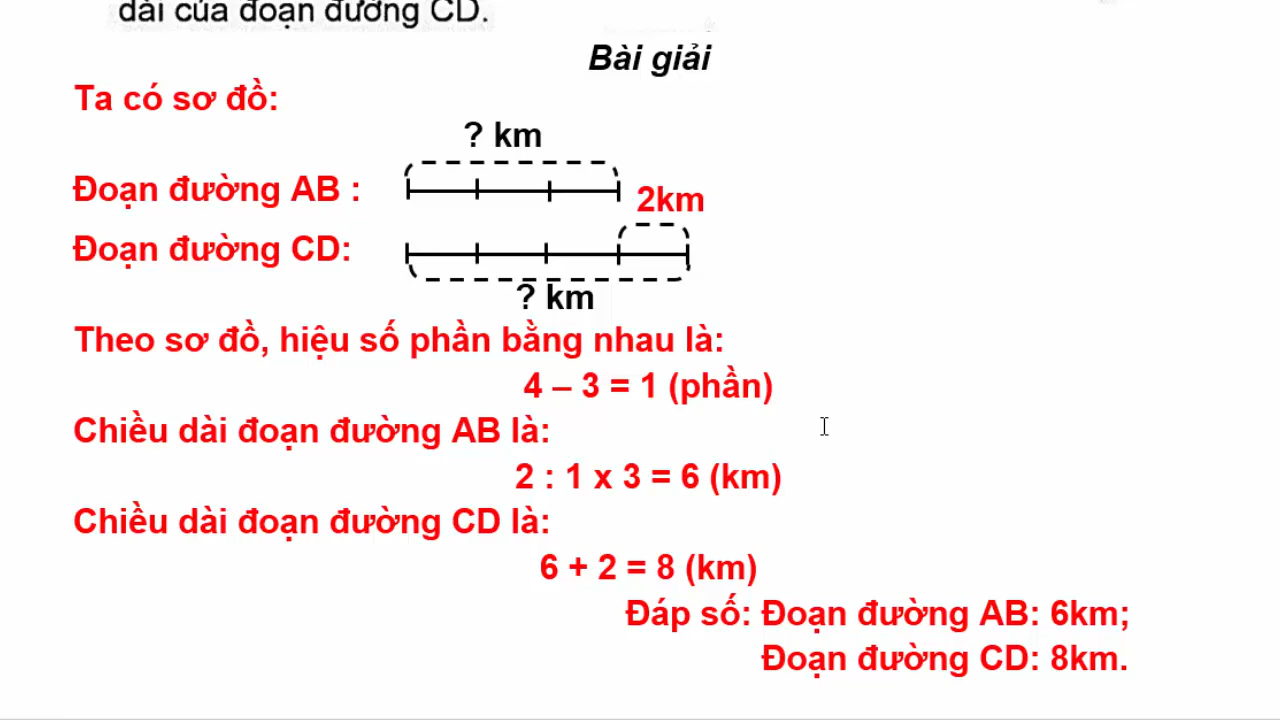 dài của đoạn đường CD.
Bài giải
Ta có sơ đồ:
? km
Đoạn đường AB :
2km
Đoạn đường CD:
? km
Theo sơ đồ, hiệu số phần bằng nhau là:
4 – 3 = 1 (phần)
Chiều dài đoạn đường AB là:
2 : 1 x 3 = 6 (km)
Chiều dài đoạn đường CD là:
6 + 2 = 8 (km)
Đáp số: Đoạn đường AB: 6km;
Đoạn đường CD: 8km.